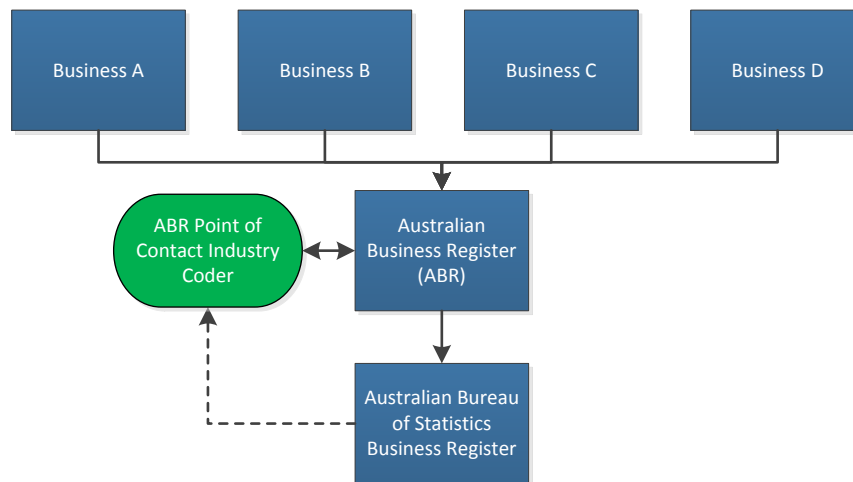 Business A
Business B
Business C
Business D
ABR Point of
Contact Industry
Coder
Australian
Business Register
(ABR)
Australian Bureau
of Statistics
Business Register